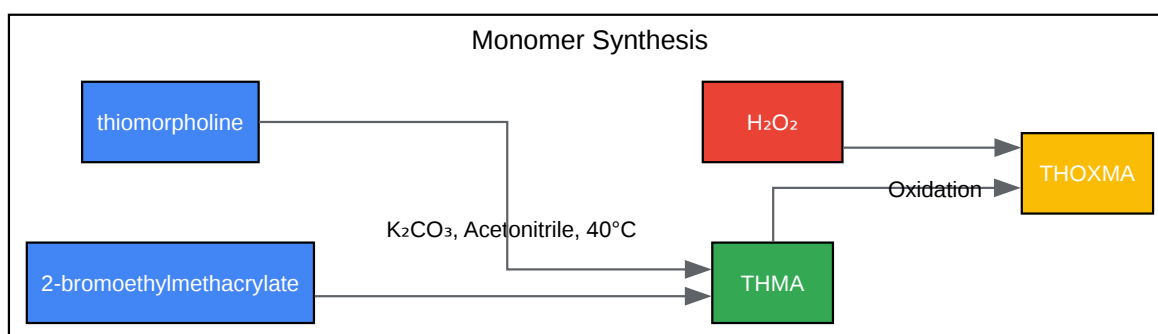 Monomer Synthesis
thiomorpholine
H₂O₂
THOXMA
Oxidation
K₂CO₃, Acetonitrile, 40°C
2-bromoethylmethacrylate
THMA